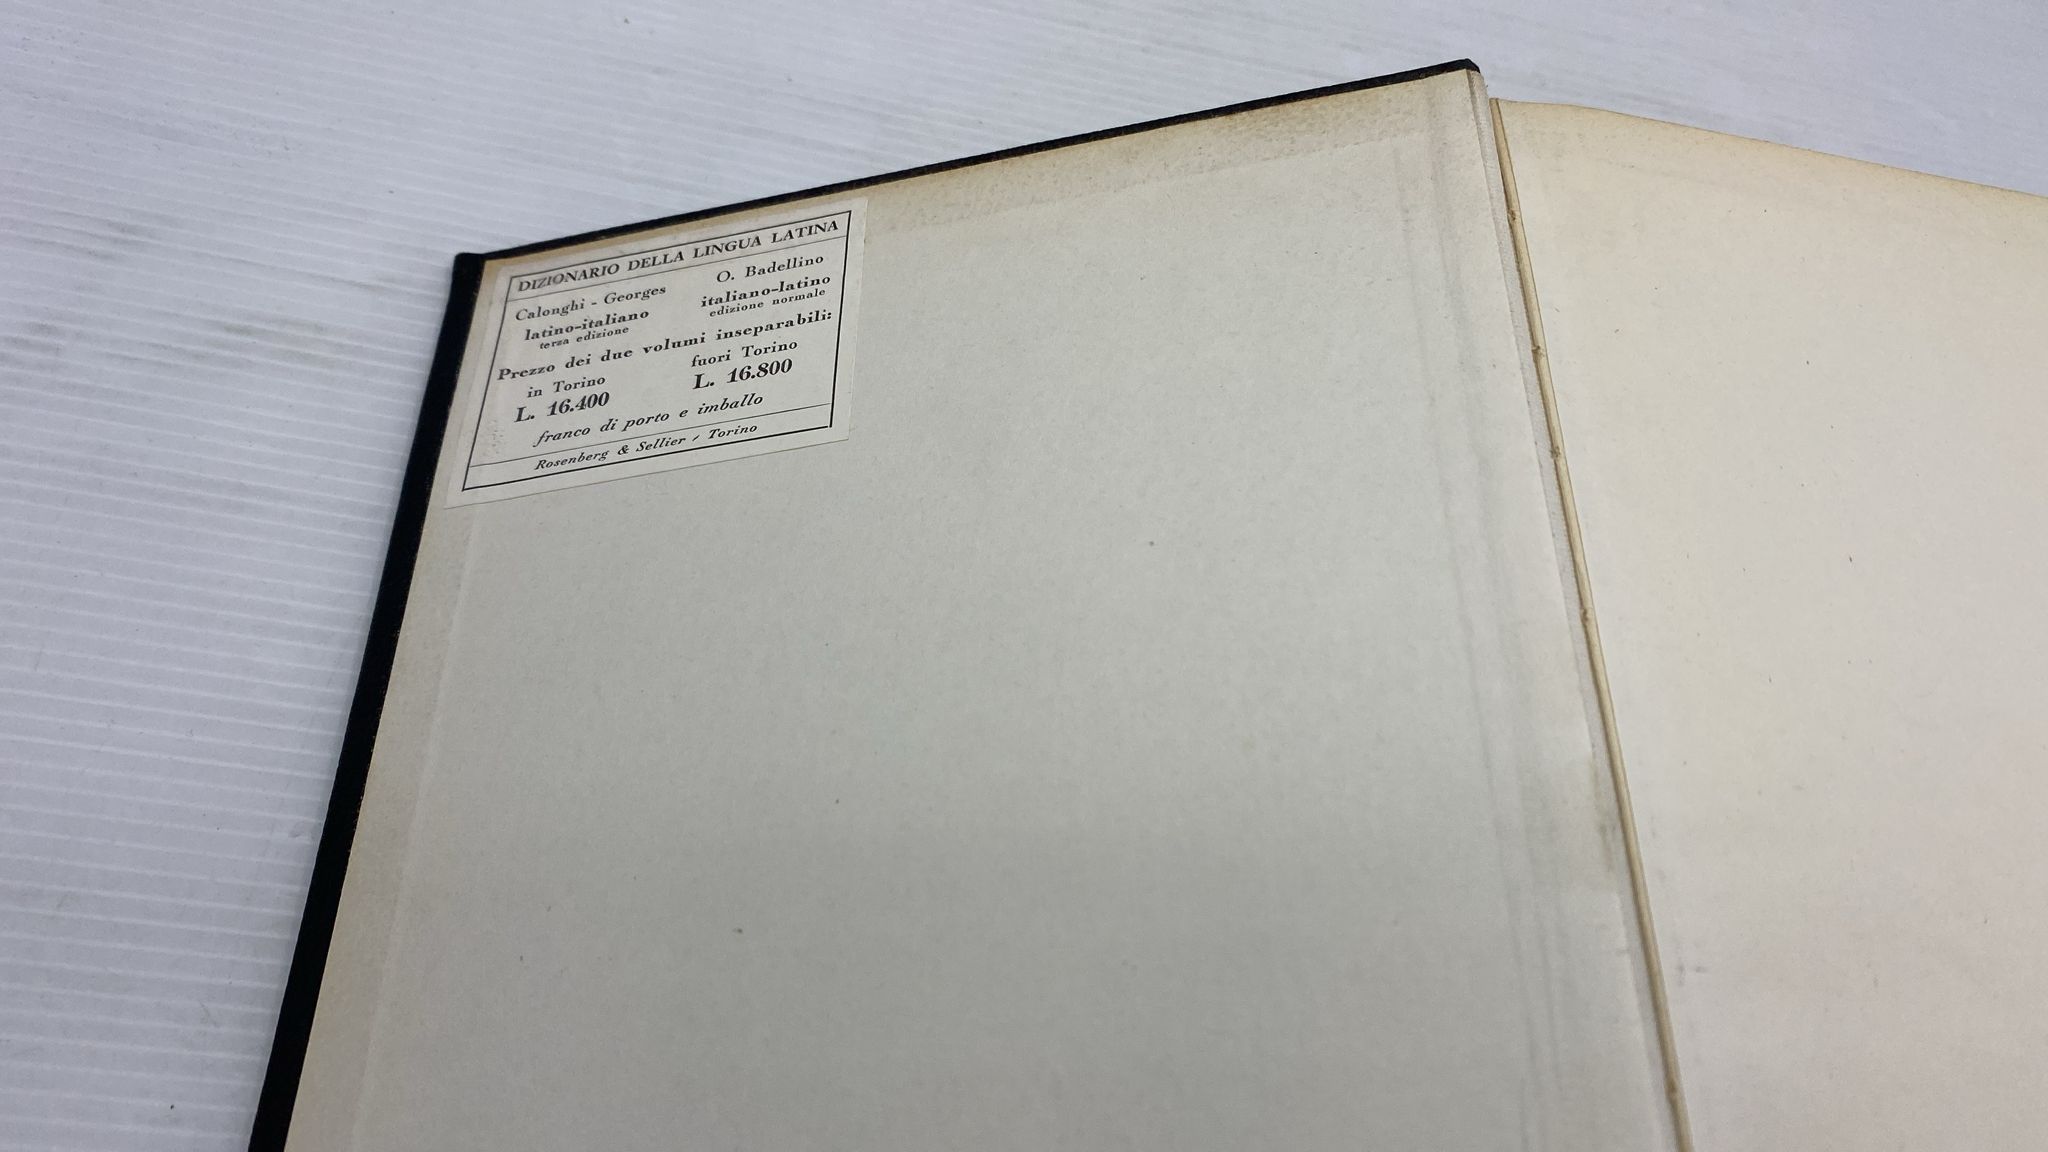 DIZIONARIO DELLA LINGUA LATINA
Calonghi - Georges
latino-italiano
terza edizione
O. Badellino
italiano-latino
edizione normale
Prezzo dei due volumi inseparabili:
in Torino
L. 16.400
fuori Torino
L. 16.800
franco di porto e imballo
Rosenberg & Sellier / Torino